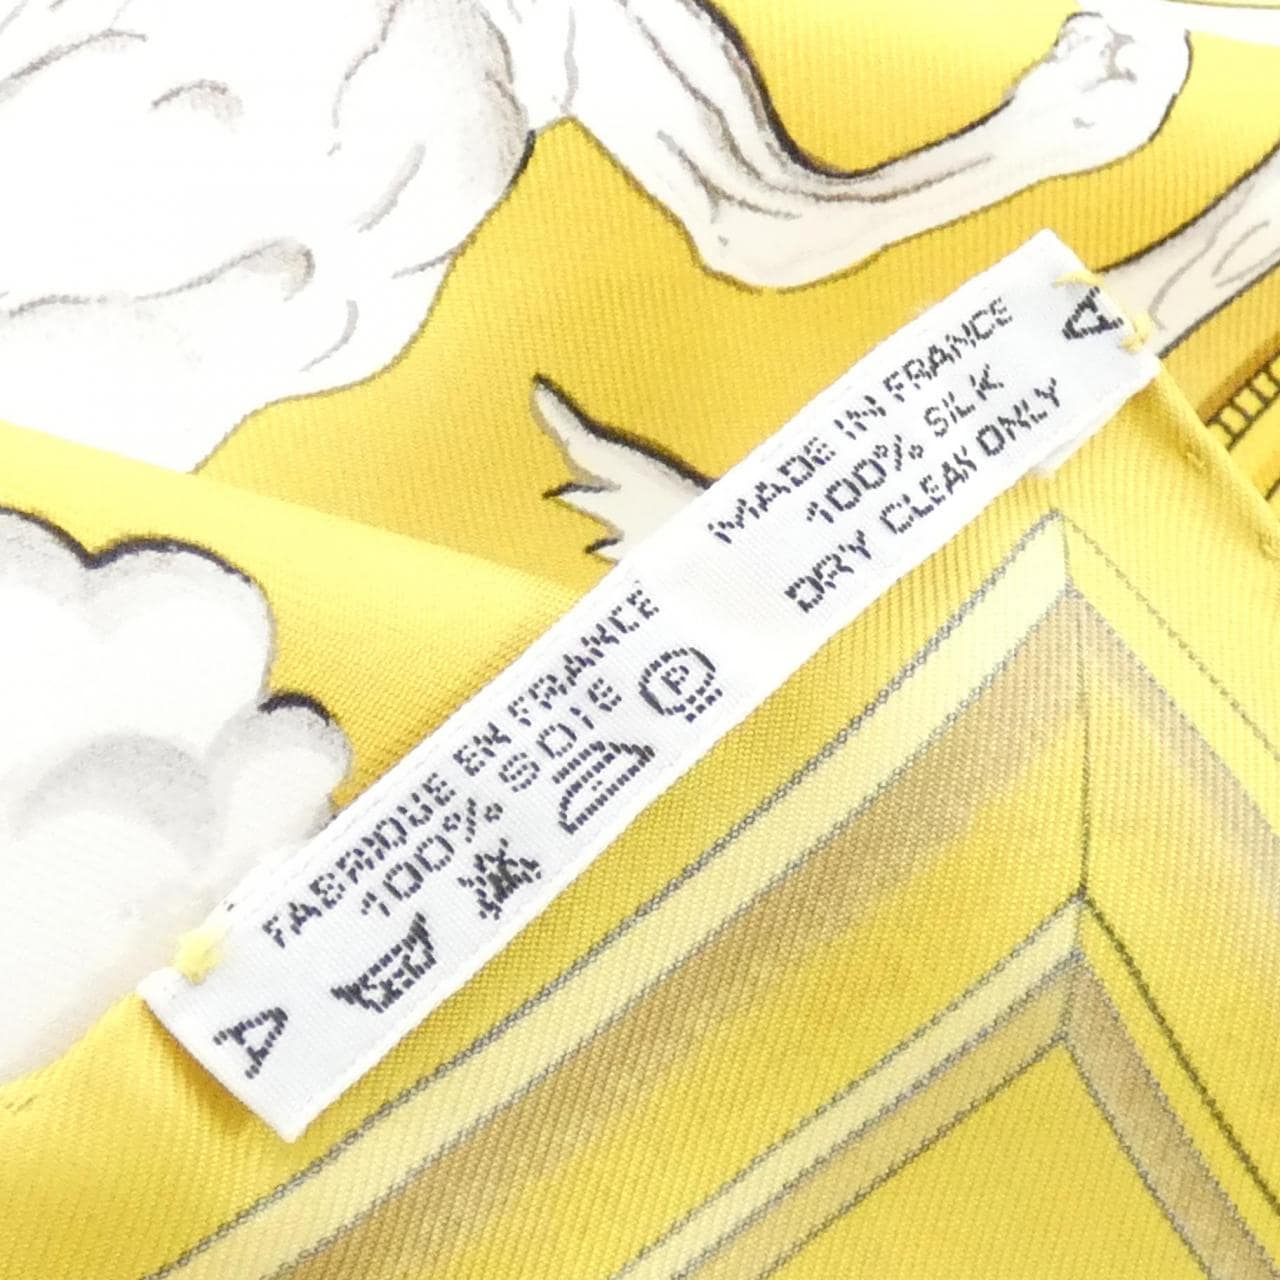 A
FABRIQUE EN FRANCE
100% SOIE
P
MADE IN FRANCE
100% SILK
DRY CLEAN ONLY
A